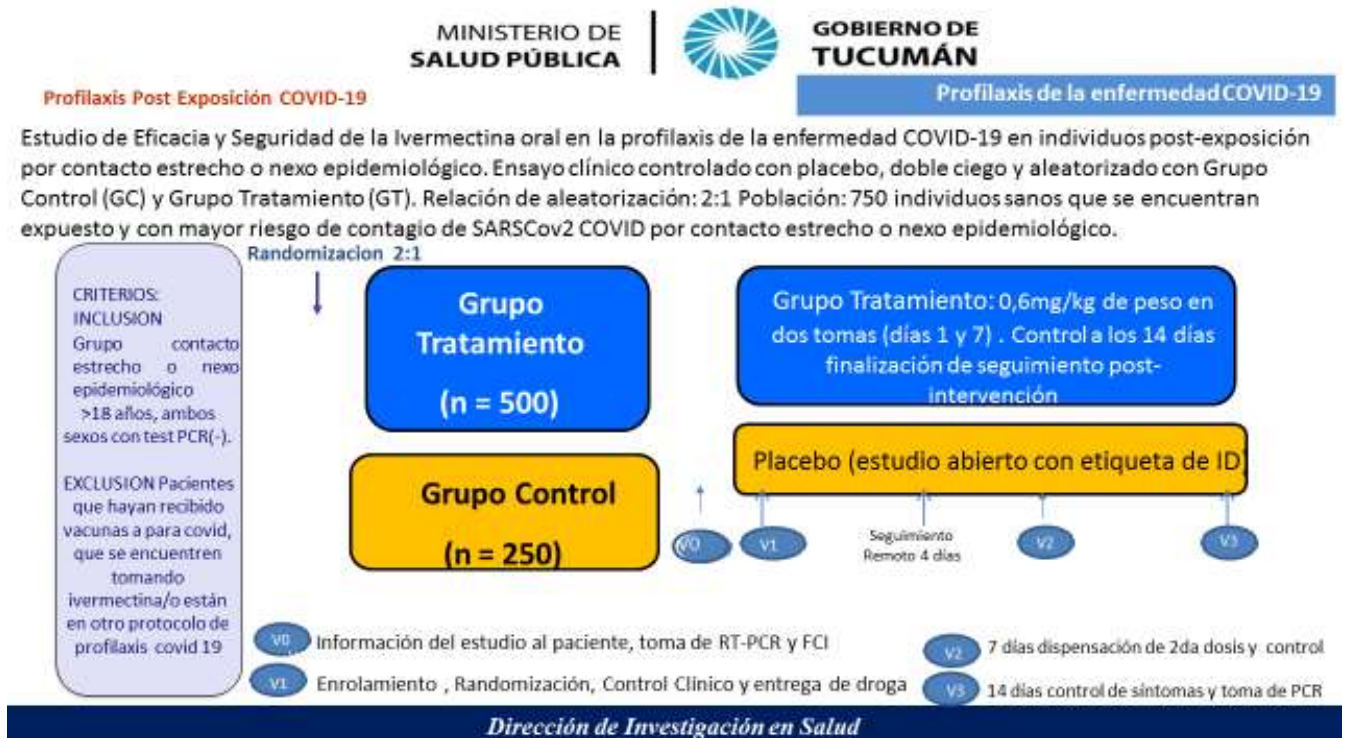 MINISTERIO DE
SALUD PÚBLICA
GOBIERNO DE
TUCUMÁN
Profilaxis Post Exposición COVID-19
Profilaxis de la enfermedad COVID-19
Estudio de Eficacia y Seguridad de la Ivermectina oral en la profilaxis de la enfermedad COVID-19 en individuos post-exposición
por contacto estrecho o nexo epidemiológico. Ensayo clínico controlado con placebo, doble ciego y aleatorizado con Grupo
Control (GC) y Grupo Tratamiento (GT). Relación de aleatorización: 2:1 Población: 750 individuos sanos que se encuentran
expuesto y con mayor riesgo de contagio de SARSCov2 COVID por contacto estrecho o nexo epidemiológico.
Randomizacion 2:1
CRITERIOS:
INCLUSION
Grupo contacto
estrecho o nexo
epidemiológico
>18 años, ambos
sexos con test PCR(-).
EXCLUSION Pacientes
que hayan recibido
vacunas a para covid,
que se encuentren
tomando
ivermectina/o están
en otro protocolo de
profilaxis covid 19
Grupo
Tratamiento
(n = 500)
Grupo Tratamiento: 0,6mg/kg de peso en
dos tomas (días 1 y 7) . Control a los 14 días
finalización de seguimiento post-
intervención
Grupo Control
(n = 250)
Placebo (estudio abierto con etiqueta de ID)
V0
V1
Seguimiento
Remoto 4 días
V2
V3
V0 Información del estudio al paciente, toma de RT-PCR y FCI
V1 Enrolamiento , Randomización, Control Clínico y entrega de droga
V2 7 días dispensación de 2da dosis y control
V3 14 días control de síntomas y toma de PCR
Dirección de Investigación en Salud